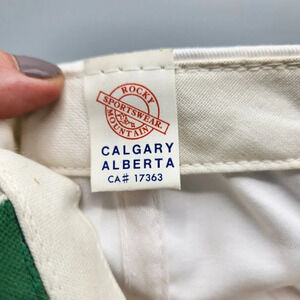 ROCKY
SPORTSWEAR
MOUNTAIN
CALGARY
ALBERTA
CA# 17363